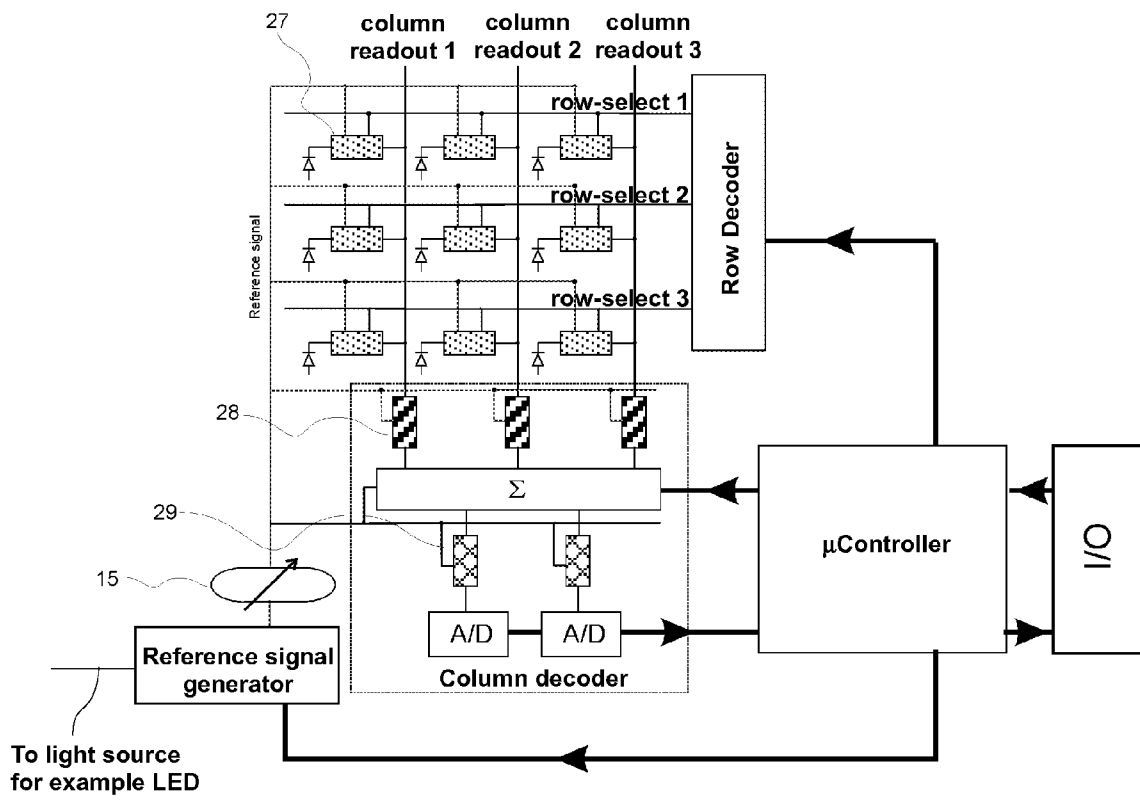 27
column readout 1
column readout 2
column readout 3
row-select 1
row-select 2
row-select 3
Row Decoder
Reference signal
28
Σ
29
µController
O/I
15
A/D
A/D
Reference signal generator
Column decoder
To light source
for example LED